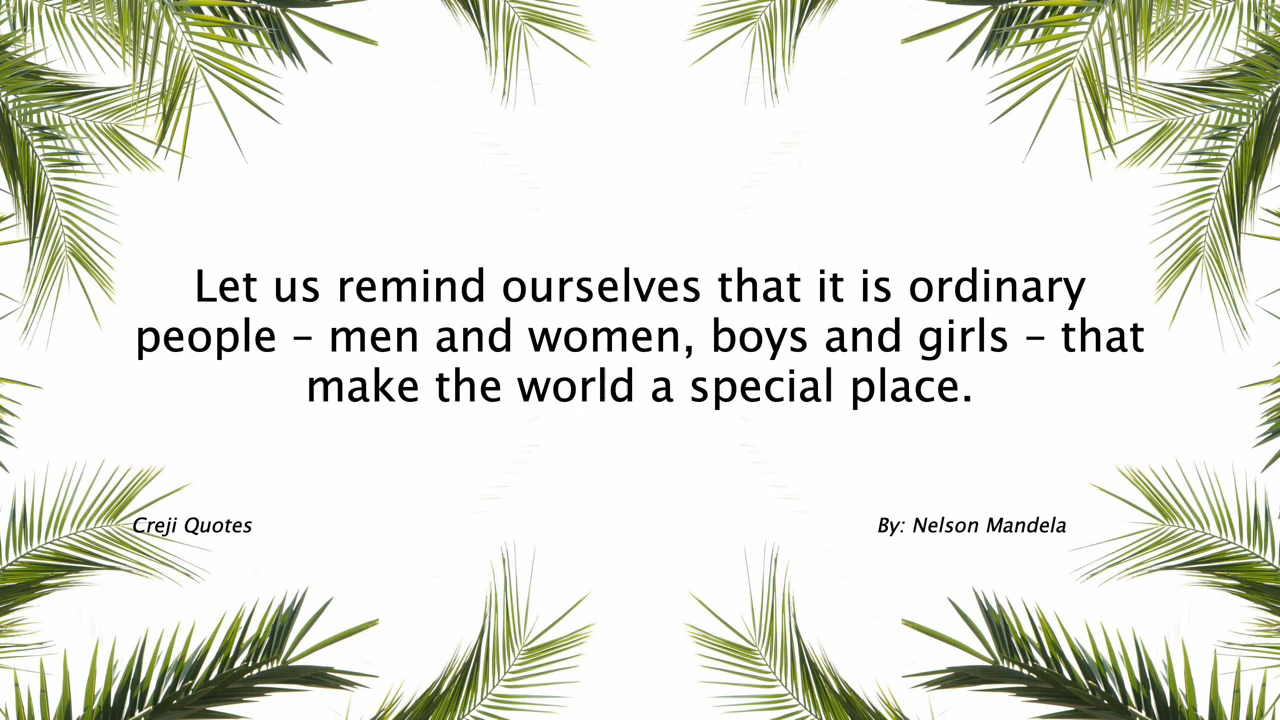 Let us remind ourselves that it is ordinary
people – men and women, boys and girls – that
make the world a special place.
Creji Quotes
By: Nelson Mandela